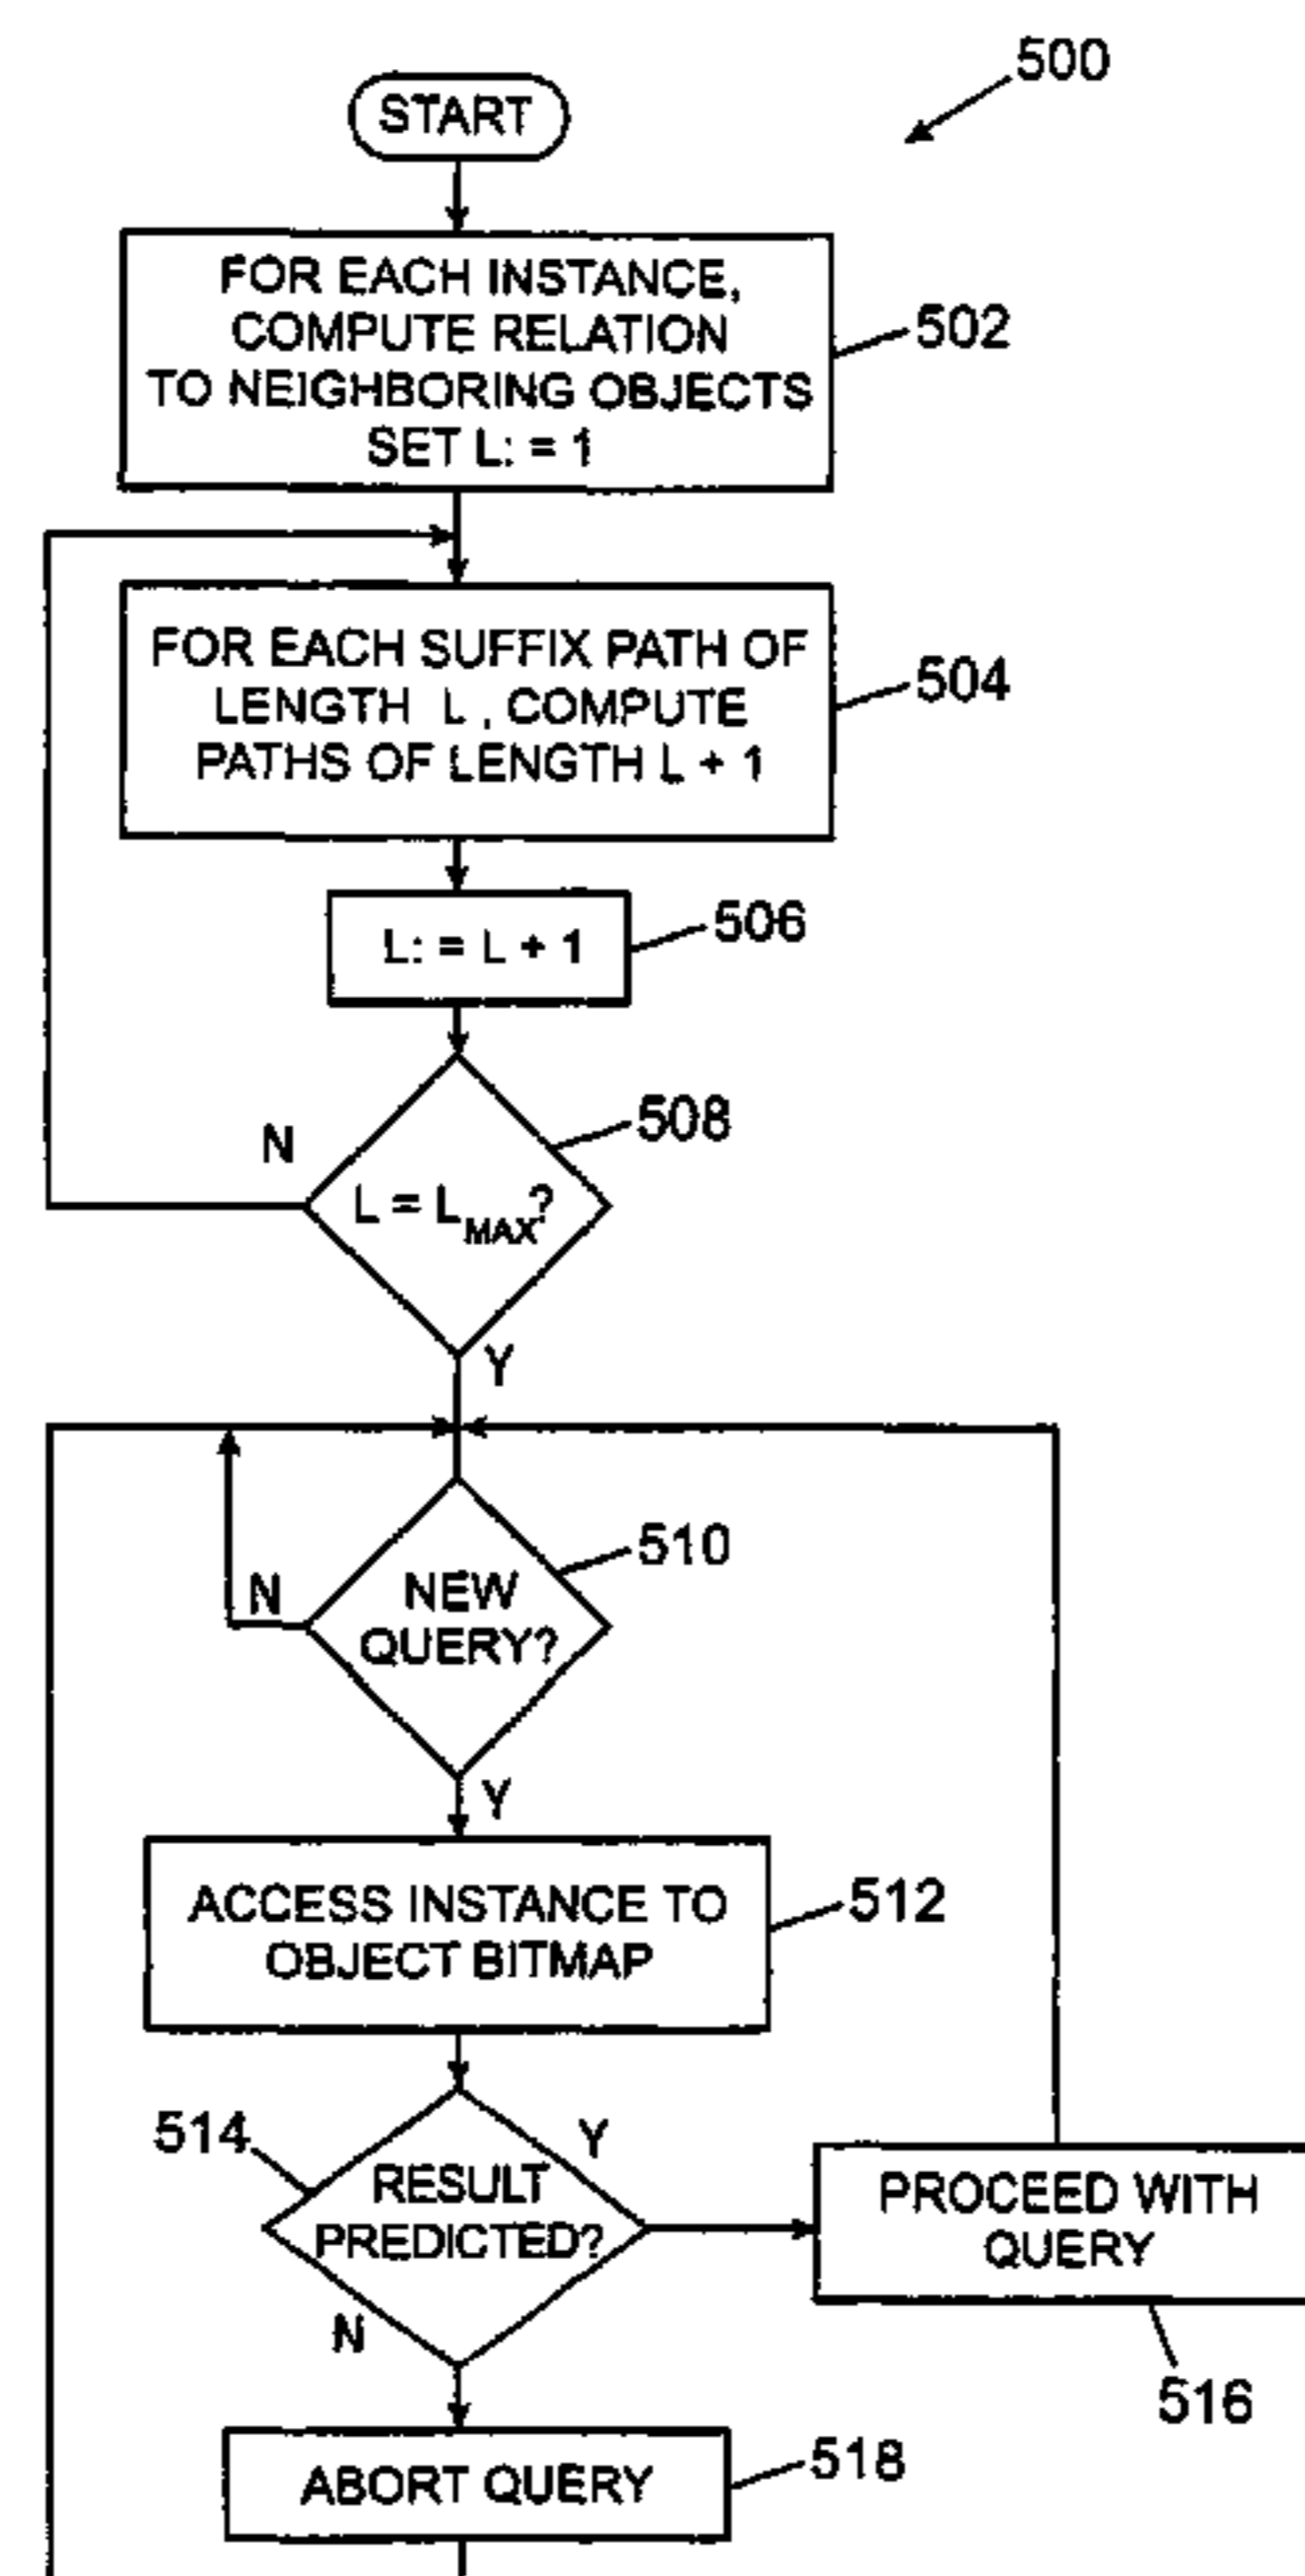 500
START
FOR EACH INSTANCE,
COMPUTE RELATION
TO NEIGHBORING OBJECTS
SET L: = 1
502
FOR EACH SUFFIX PATH OF
LENGTH L , COMPUTE
PATHS OF LENGTH L + 1
504
L: = L + 1
506
508
N
L = LMAX?
Y
510
N
NEW
QUERY?
Y
ACCESS INSTANCE TO
OBJECT BITMAP
512
514
Y
RESULT
PREDICTED?
N
PROCEED WITH
QUERY
516
ABORT QUERY
518